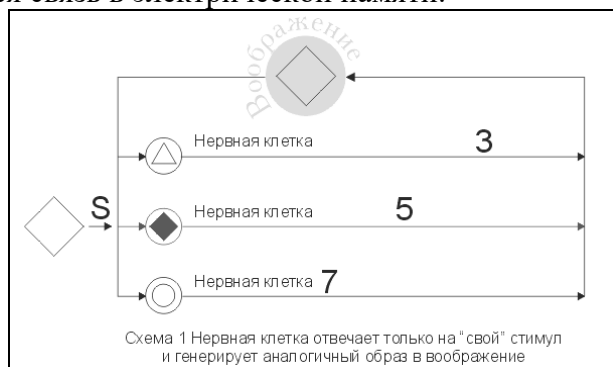 ся связь в электрической памяти.
Воображение
Нервная клетка 3
S
Нервная клетка 5
Нервная клетка 7
Схема 1 Нервная клетка отвечает только на "свой" стимул
и генерирует аналогичный образ в воображение